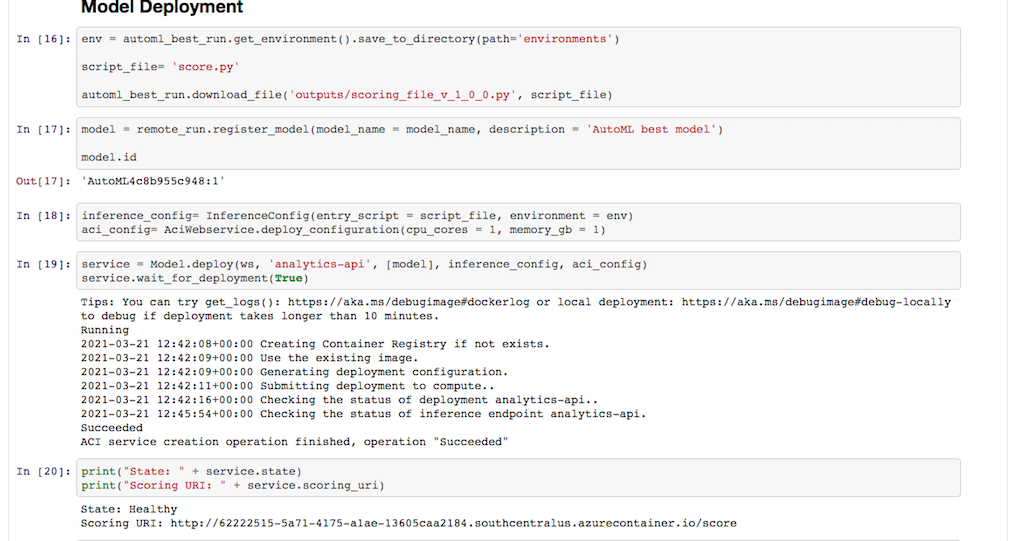 Model Deployment
In [16]: env = automl_best_run.get_environment().save_to_directory(path='environments')
script_file= 'score.py'
automl_best_run.download_file('outputs/scoring_file_v_1_0_0.py', script_file)
In [17]: model = remote_run.register_model(model_name = model_name, description = 'AutoML best model')
model.id
Out[17]: 'AutoML4c8b955c948:1'
In [18]: inference_config= InferenceConfig(entry_script = script_file, environment = env)
aci_config= AciWebservice.deploy_configuration(cpu_cores = 1, memory_gb = 1)
In [19]: service = Model.deploy(ws, 'analytics-api', [model], inference_config, aci_config)
service.wait_for_deployment(True)
Tips: You can try get_logs(): https://aka.ms/debugimage#dockerlog or local deployment: https://aka.ms/debugimage#debug-locally
to debug if deployment takes longer than 10 minutes.
Running
2021-03-21 12:42:08+00:00 Creating Container Registry if not exists.
2021-03-21 12:42:09+00:00 Use the existing image.
2021-03-21 12:42:09+00:00 Generating deployment configuration.
2021-03-21 12:42:11+00:00 Submitting deployment to compute..
2021-03-21 12:42:16+00:00 Checking the status of deployment analytics-api..
2021-03-21 12:45:54+00:00 Checking the status of inference endpoint analytics-api.
Succeeded
ACI service creation operation finished, operation "Succeeded"
In [20]: print("State: " + service.state)
print("Scoring URI: " + service.scoring_uri)
State: Healthy
Scoring URI: http://62222515-5a71-4175-a1ae-13605caa2184.southcentralus.azurecontainer.io/score